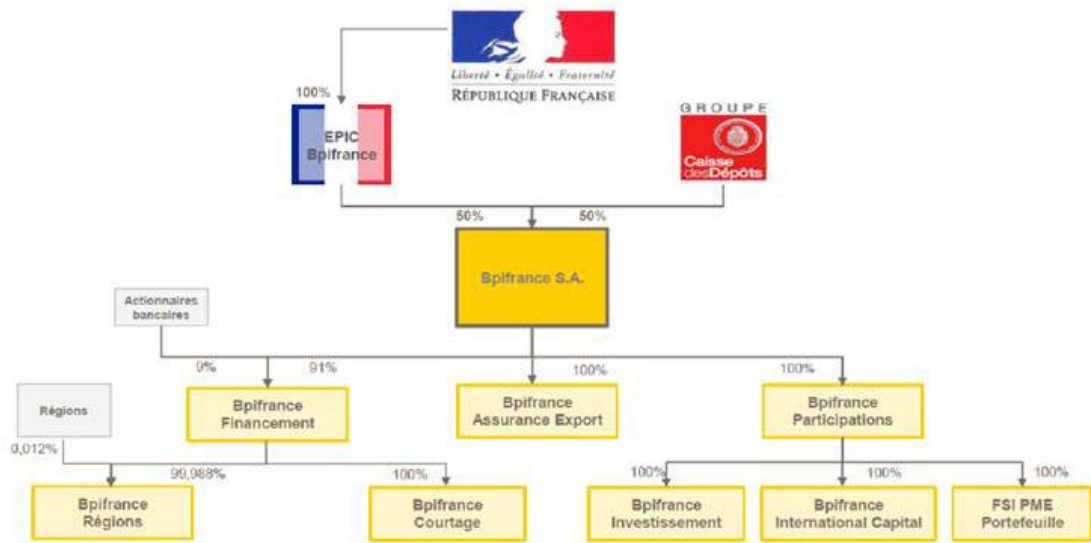 Liberté • Égalité • Fraternité
RÉPUBLIQUE FRANÇAISE
100%
EPIC
Bpifrance
GROUPE
Caisse
desDépôts
50%
50%
Bpifrance S.A.
Actionnaires
bancaires
9%
91%
100%
100%
Régions
Bpifrance
Financement
Bpifrance
Assurance Export
Bpifrance
Participations
0,012%
99,988%
100%
100%
100%
100%
Bpifrance
Régions
Bpifrance
Courtage
Bpifrance
Investissement
Bpifrance
International Capital
FSI PME
Portefeuille